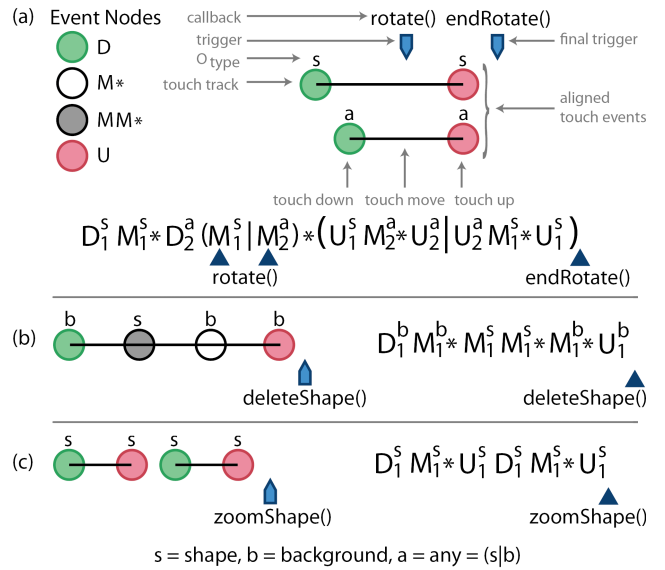 (a) Event Nodes
D
M*
MM*
U
callback
trigger
O type
touch track
rotate() endRotate()
final trigger
s s
a a
aligned
touch events
touch down touch move touch up
D₁ˢ M₁ˢ* D₂ᵃ (M₁ˢ|M₂ᵃ)*(U₁ˢ M₂ᵃ* U₂ᵃ|U₂ᵃ M₁ˢ* U₁ˢ)
rotate() endRotate()
(b)
b s b b
deleteShape()
D₁ᵇ M₁ᵇ* M₁ˢ M₁ˢ* M₁ᵇ* U₁ᵇ
deleteShape()
(c)
s s s s
zoomShape()
D₁ˢ M₁ˢ* U₁ˢ D₁ˢ M₁ˢ* U₁ˢ
zoomShape()
s = shape, b = background, a = any = (s|b)